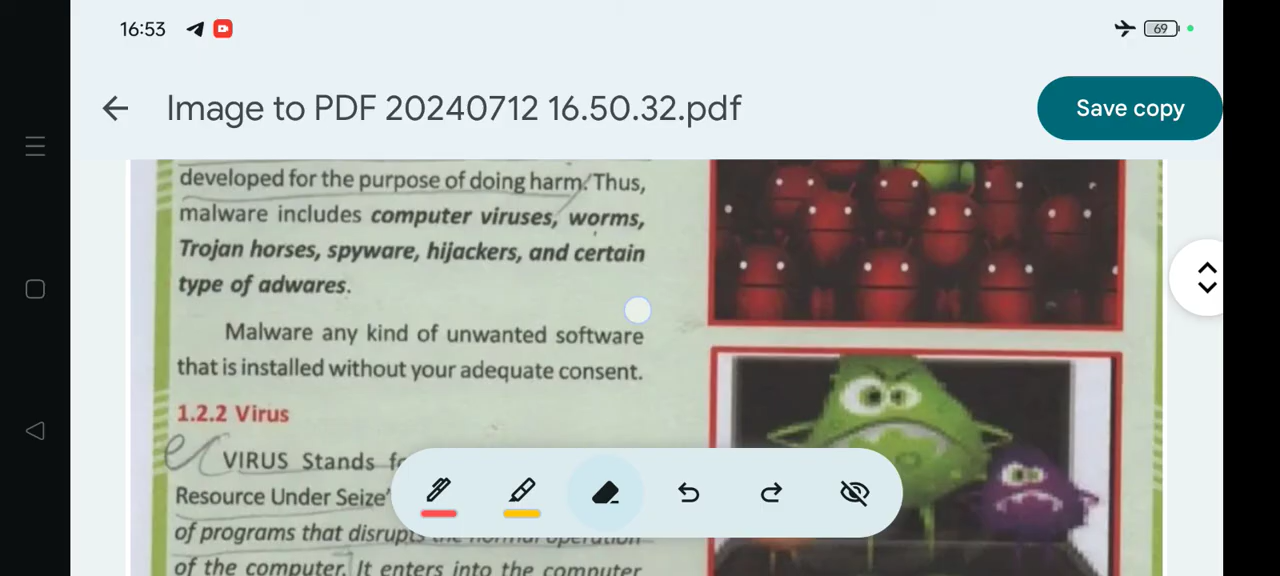 16:53
69
Image to PDF 20240712 16.50.32.pdf
Save copy
developed for the purpose of doing harm. Thus,
malware includes computer viruses, worms,
Trojan horses, spyware, hijackers, and certain
type of adwares.
Malware any kind of unwanted software
that is installed without your adequate consent.
1.2.2 Virus
VIRUS Stands
Resource Under Seize'
of programs that disrupts the normal operation
of the computer. It enters into the computer